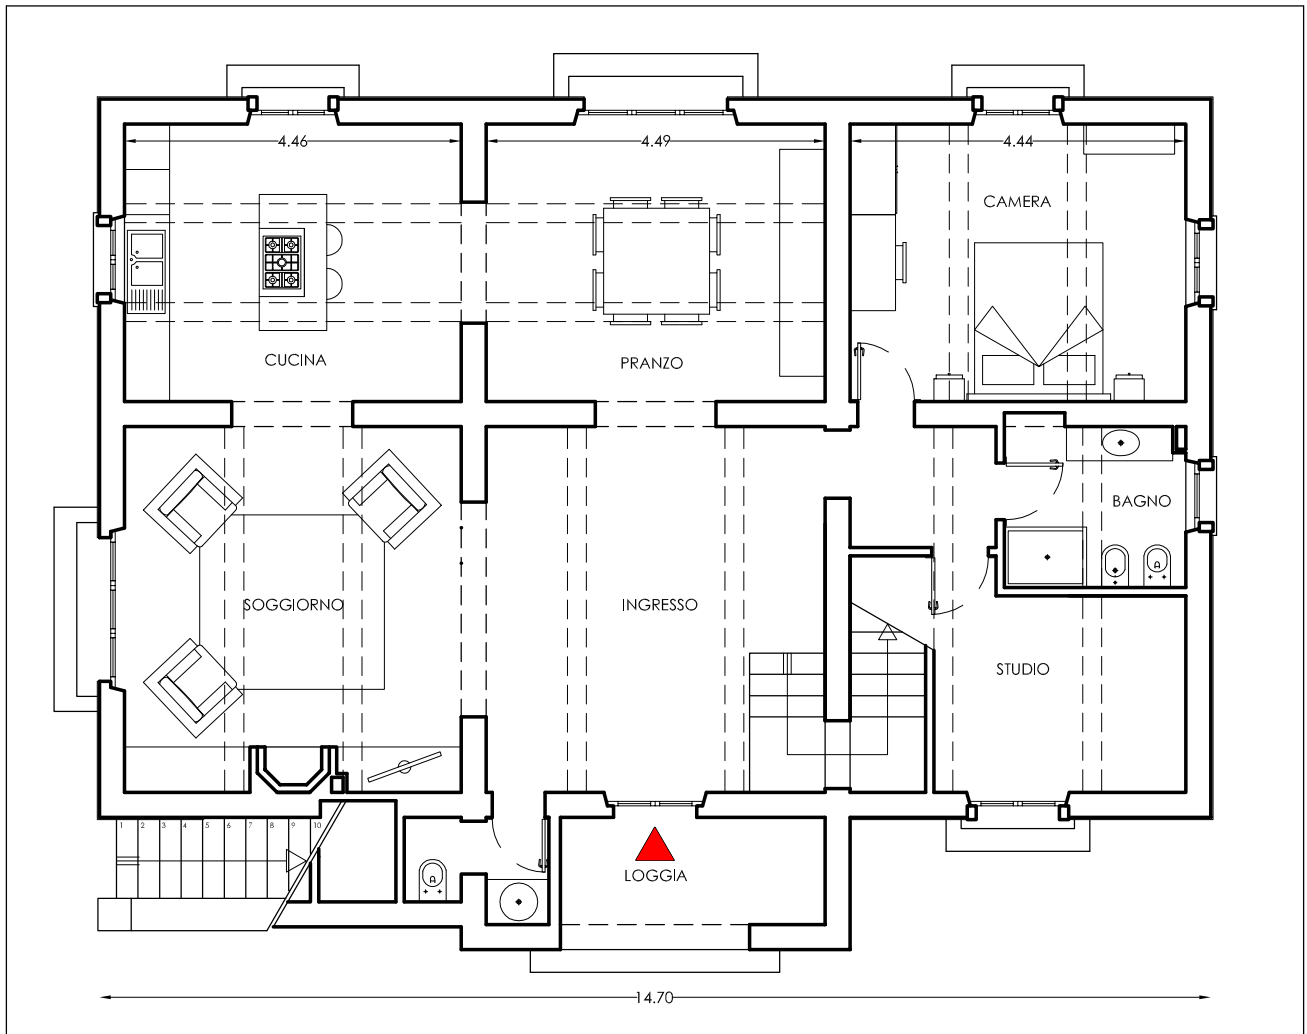 4.46
4.49
4.44
CAMERA
CUCINA
PRANZO
BAGNO
SOGGIORNO
INGRESSO
STUDIO
1 2 3 4 5 6 7 8 9 10
LOGGIA
A
A
14.70